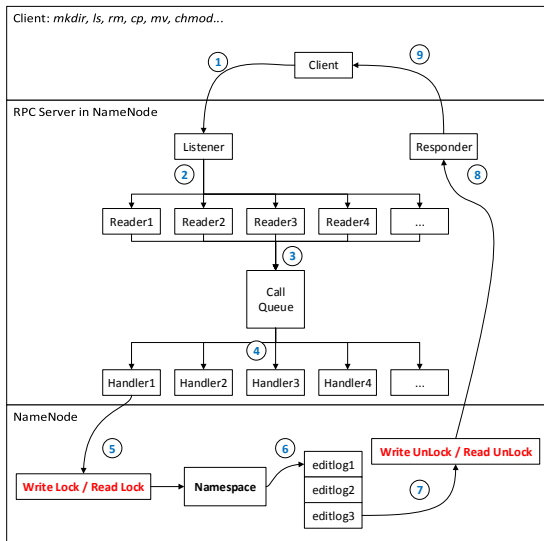 Client: mkdir, ls, rm, cp, mv, chmod...
1
9
Client
RPC Server in NameNode
Listener
Responder
2
8
Reader1
Reader2
Reader3
Reader4
...
3
Call
Queue
4
Handler1
Handler2
Handler3
Handler4
...
NameNode
5
6
Write Lock / Read Lock
Namespace
editlog1
editlog2
editlog3
Write UnLock / Read UnLock
7